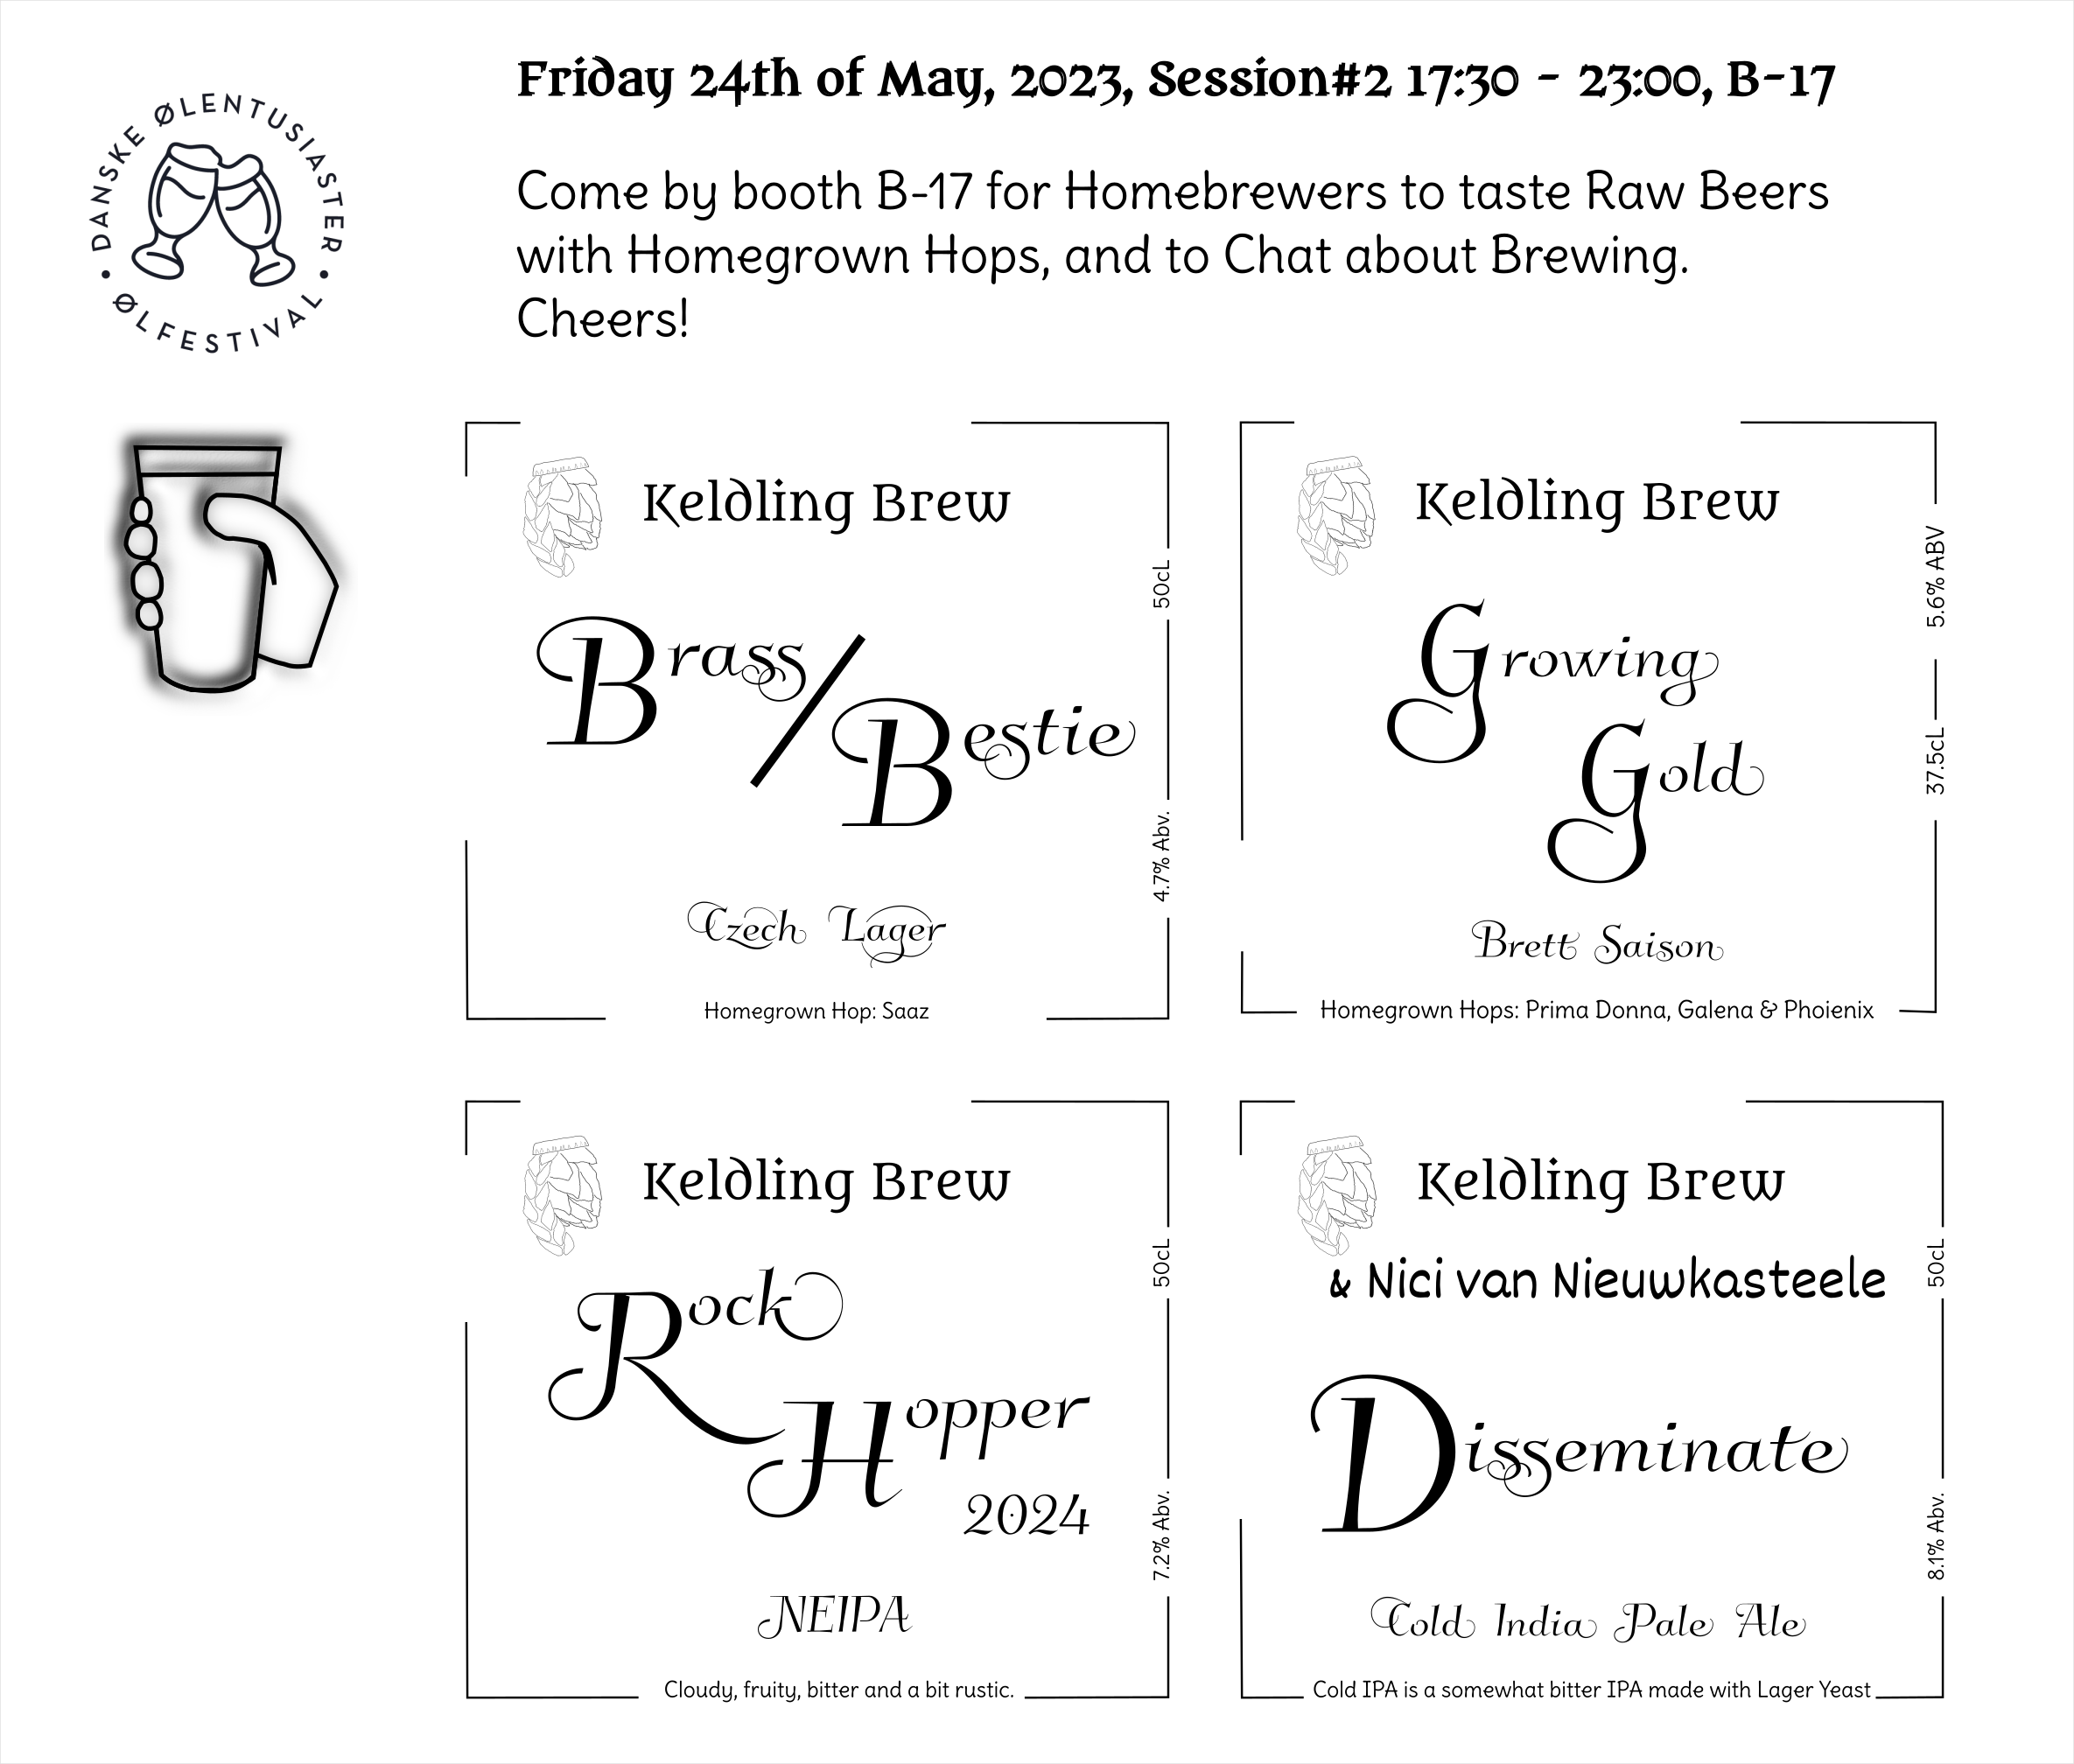 Friday 24th of May, 2023, Session#2 17:30 - 23:00, B-17
DANSKE ØLENTUSIASTER
ØLFESTIVAL
Come by booth B-17 for Homebrewers to taste Raw Beers
with Homegrown Hops, and to Chat about Brewing.
Cheers!
Keldling Brew
Brass/
Bestie
Czech Lager
Homegrown Hop: Saaz
50cL
4.7% Abv.
Keldling Brew
Growing
Gold
Brett Saison
Homegrown Hops: Prima Donna, Galena & Phoienix
5.6% ABV
37.5cL
Keldling Brew
Rock
Hopper
2024
NEIPA
Cloudy, fruity, bitter and a bit rustic.
50cL
7.2% Abv.
Keldling Brew
& Nici van Nieuwkasteele
Disseminate
Cold India Pale Ale
Cold IPA is a somewhat bitter IPA made with Lager Yeast
50cL
8.1% Abv.